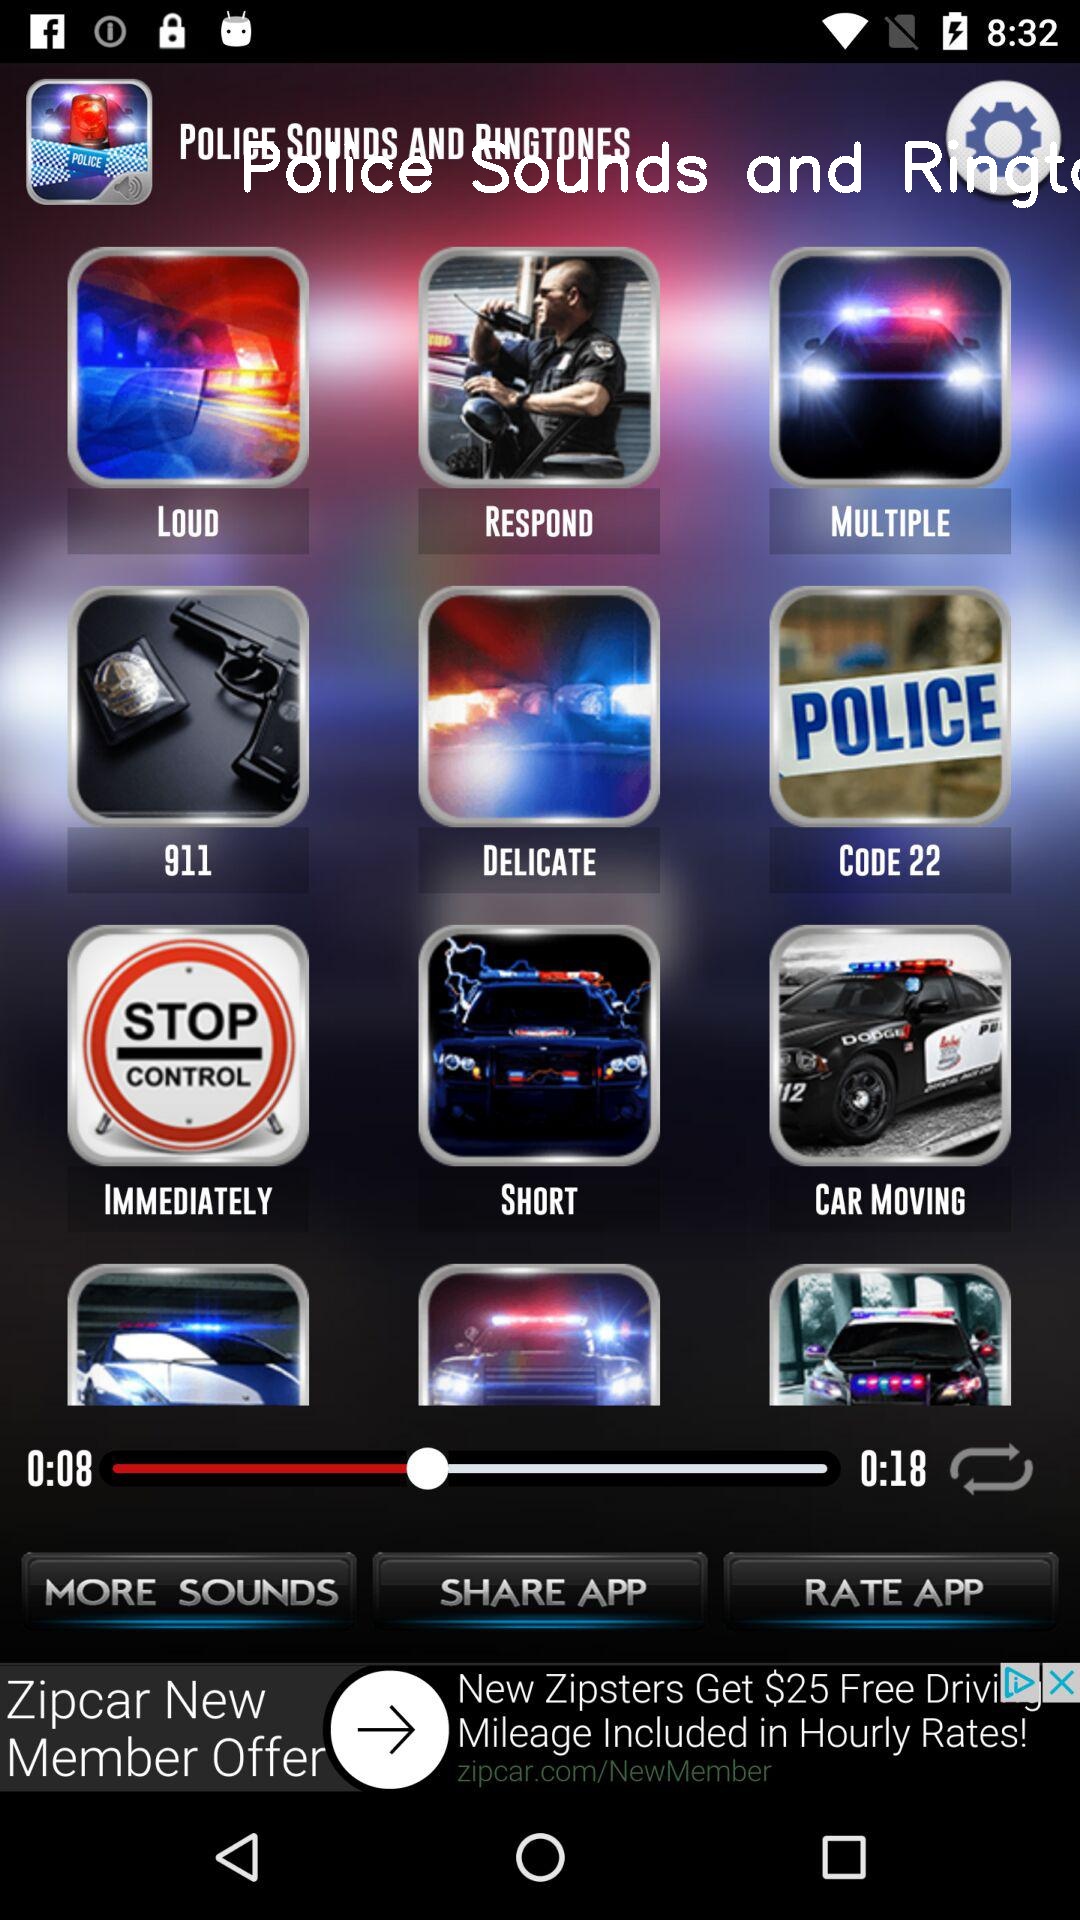 8:32
POLICE SOUNDS AND RINGTONES
Police Sounds and Ringto
POLICE
LOUD
RESPOND
MULTIPLE
POLICE
911
DELICATE
CODE 22
STOP
CONTROL
DODGE
12
IMMEDIATELY
SHORT
CAR MOVING
0:08
0:18
MORE SOUNDS
SHARE APP
RATE APP
Zipcar New
Member Offer
New Zipsters Get $25 Free Driving
Mileage Included in Hourly Rates!
zipcar.com/NewMember